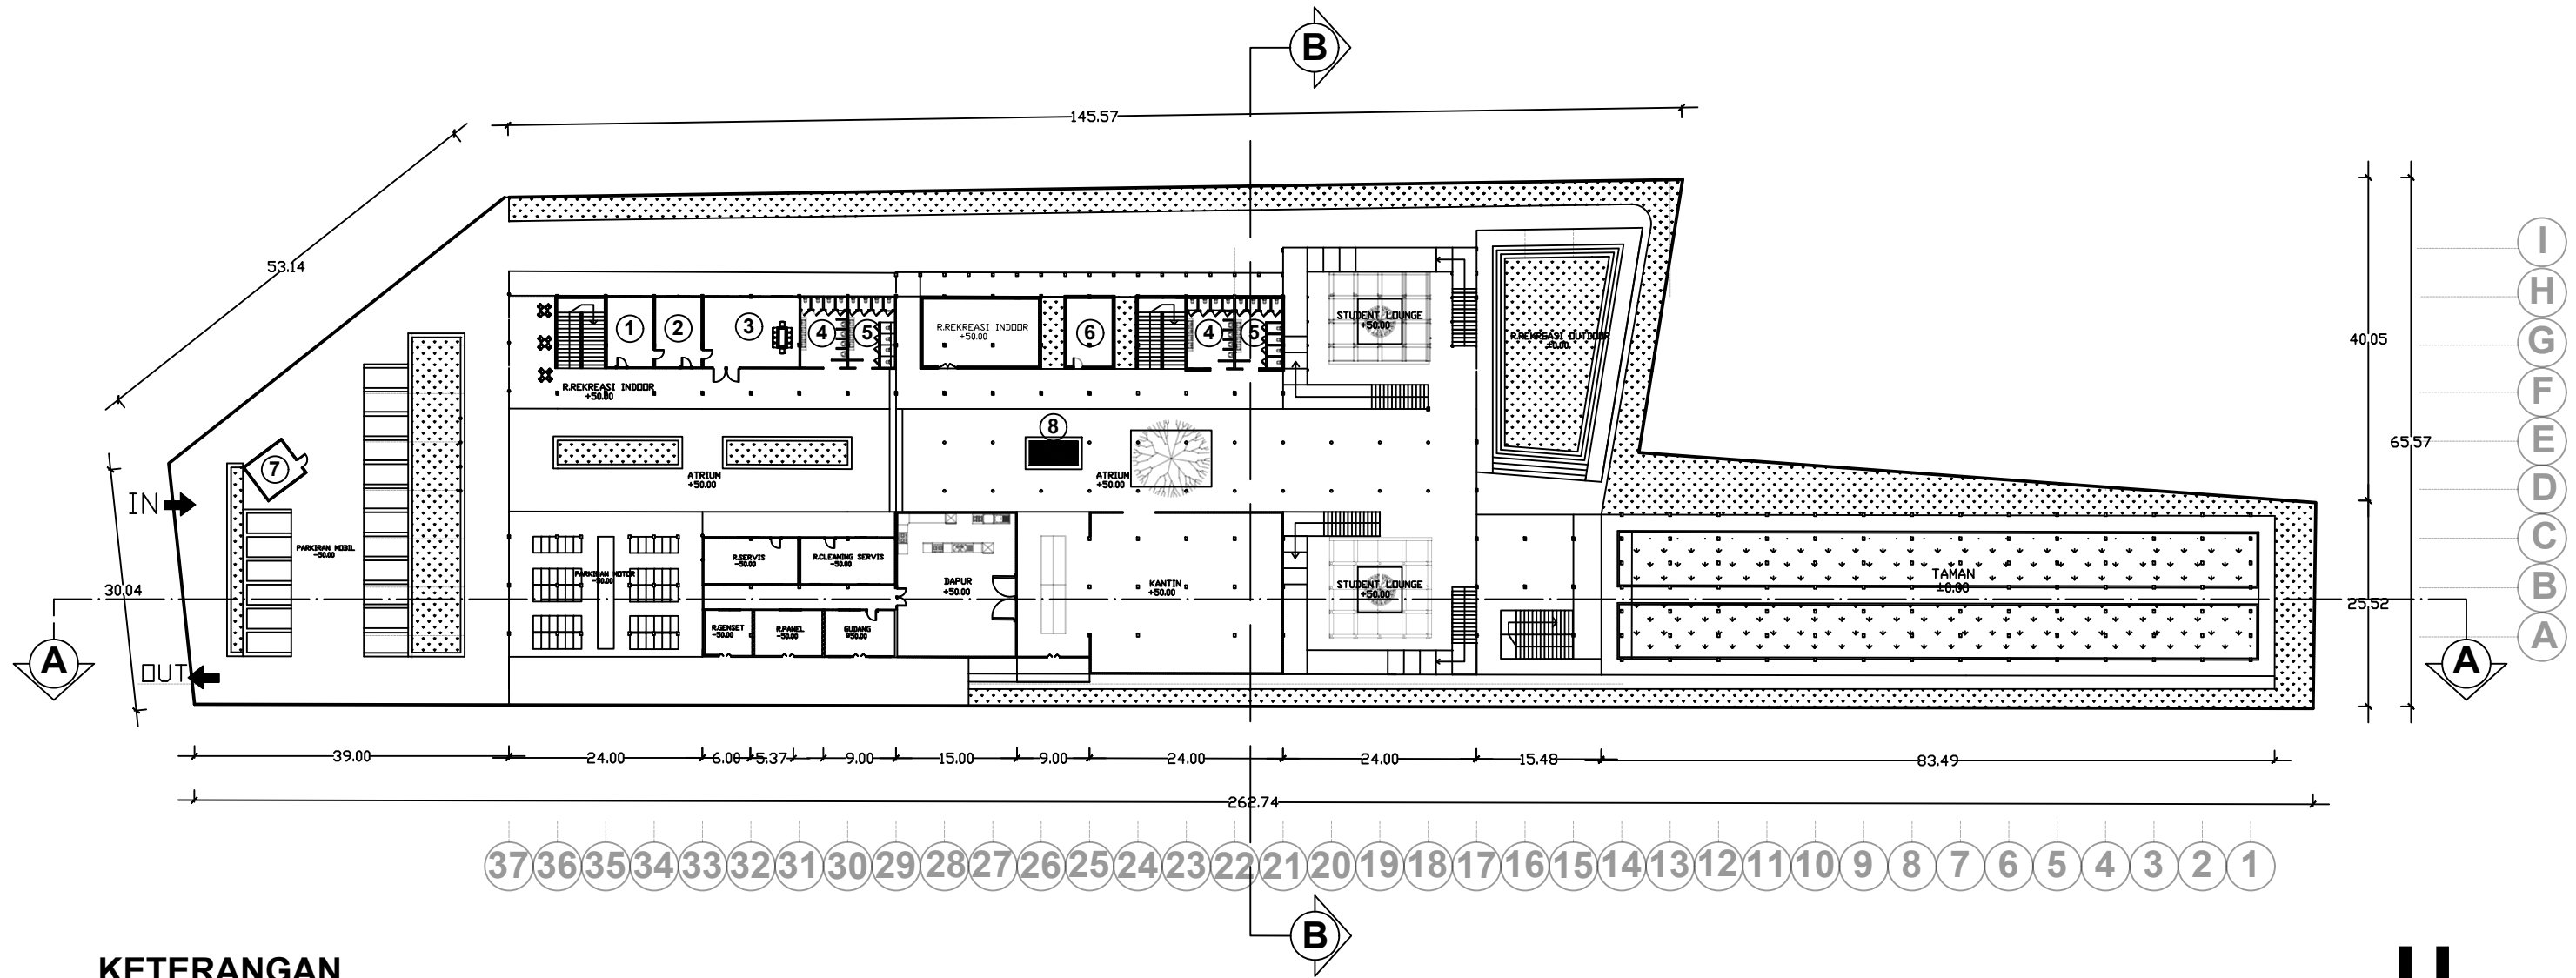 B
145.57
53.14
I
H
G
F
E
D
C
B
A
40.05
65.57
25.52
1
2
3
4
5
R.REKREASI INDOOR
+50.00
6
4
5
STUDENT LOUNGE
+50.00
R.REKREASI OUTDOOR
±0.00
R.REKREASI INDOOR
+50.00
8
7
ATRIUM
+50.00
ATRIUM
+50.00
IN
PARKIRAN MOBIL
-50.00
PARKIRAN MOTOR
-50.00
R.SERVIS
-50.00
R.CLEANING SERVIS
-50.00
DAPUR
+50.00
KANTIN
+50.00
STUDENT LOUNGE
+50.00
TAMAN
±0.00
30.04
R.GENSET
-50.00
R.PANEL
-50.00
GUDANG
A
OUT
A
39.00
24.00
6.00
5.37
9.00
15.00
9.00
24.00
24.00
15.48
83.49
262.74
37 36 35 34 33 32 31 30 29 28 27 26 25 24 23 22 21 20 19 18 17 16 15 14 13 12 11 10 9 8 7 6 5 4 3 2 1
B
KETERANGAN